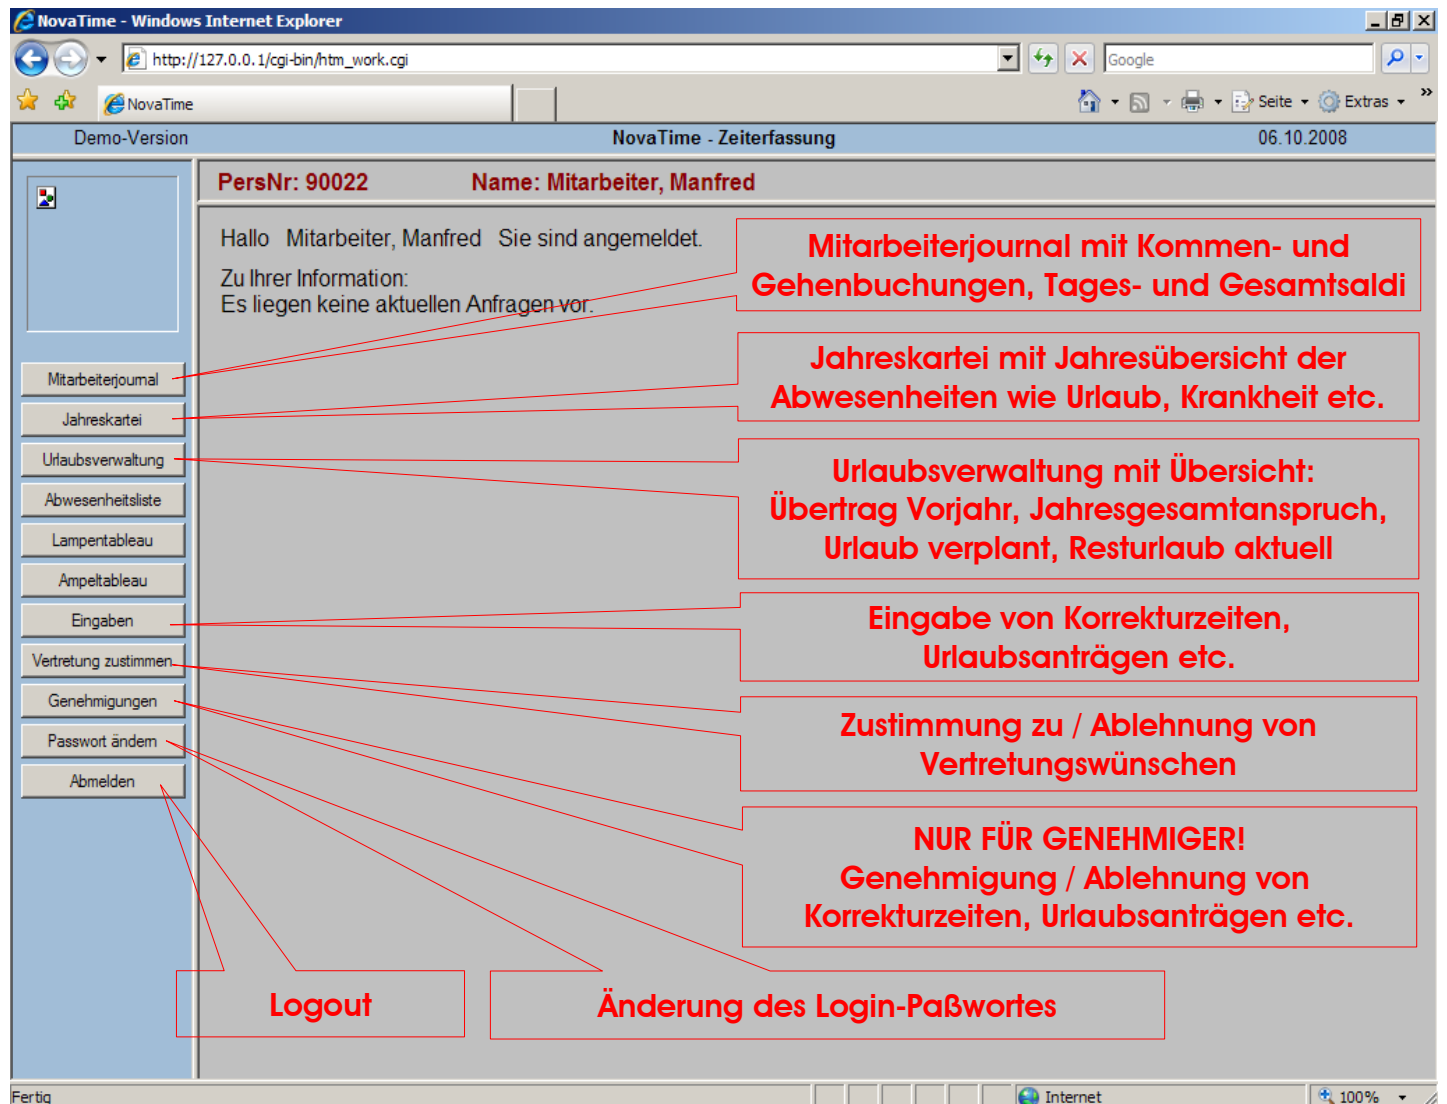 NovaTime - Windows Internet Explorer
http://127.0.0.1/cgi-bin/htm_work.cgi
Google
NovaTime
Seite
Extras
»
Demo-Version
NovaTime - Zeiterfassung
06.10.2008
PersNr: 90022
Name: Mitarbeiter, Manfred
Hallo Mitarbeiter, Manfred Sie sind angemeldet.
Zu Ihrer Information:
Es liegen keine aktuellen Anfragen vor.
Mitarbeiterjournal
Jahreskartei
Urlaubsverwaltung
Abwesenheitsliste
Lampentableau
Ampeltableau
Eingaben
Vertretung zustimmen
Genehmigungen
Passwort ändern
Abmelden
Mitarbeiterjournal mit Kommen- und
Gehenbuchungen, Tages- und Gesamtsaldi
Jahreskartei mit Jahresübersicht der
Abwesenheiten wie Urlaub, Krankheit etc.
Urlaubsverwaltung mit Übersicht:
Übertrag Vorjahr, Jahresgesamtanspruch,
Urlaub verplant, Resturlaub aktuell
Eingabe von Korrekturzeiten,
Urlaubsanträgen etc.
Zustimmung zu / Ablehnung von
Vertretungswünschen
NUR FÜR GENEHMIGER!
Genehmigung / Ablehnung von
Korrekturzeiten, Urlaubsanträgen etc.
Logout
Änderung des Login-Paßwortes
Fertig
Internet
100%